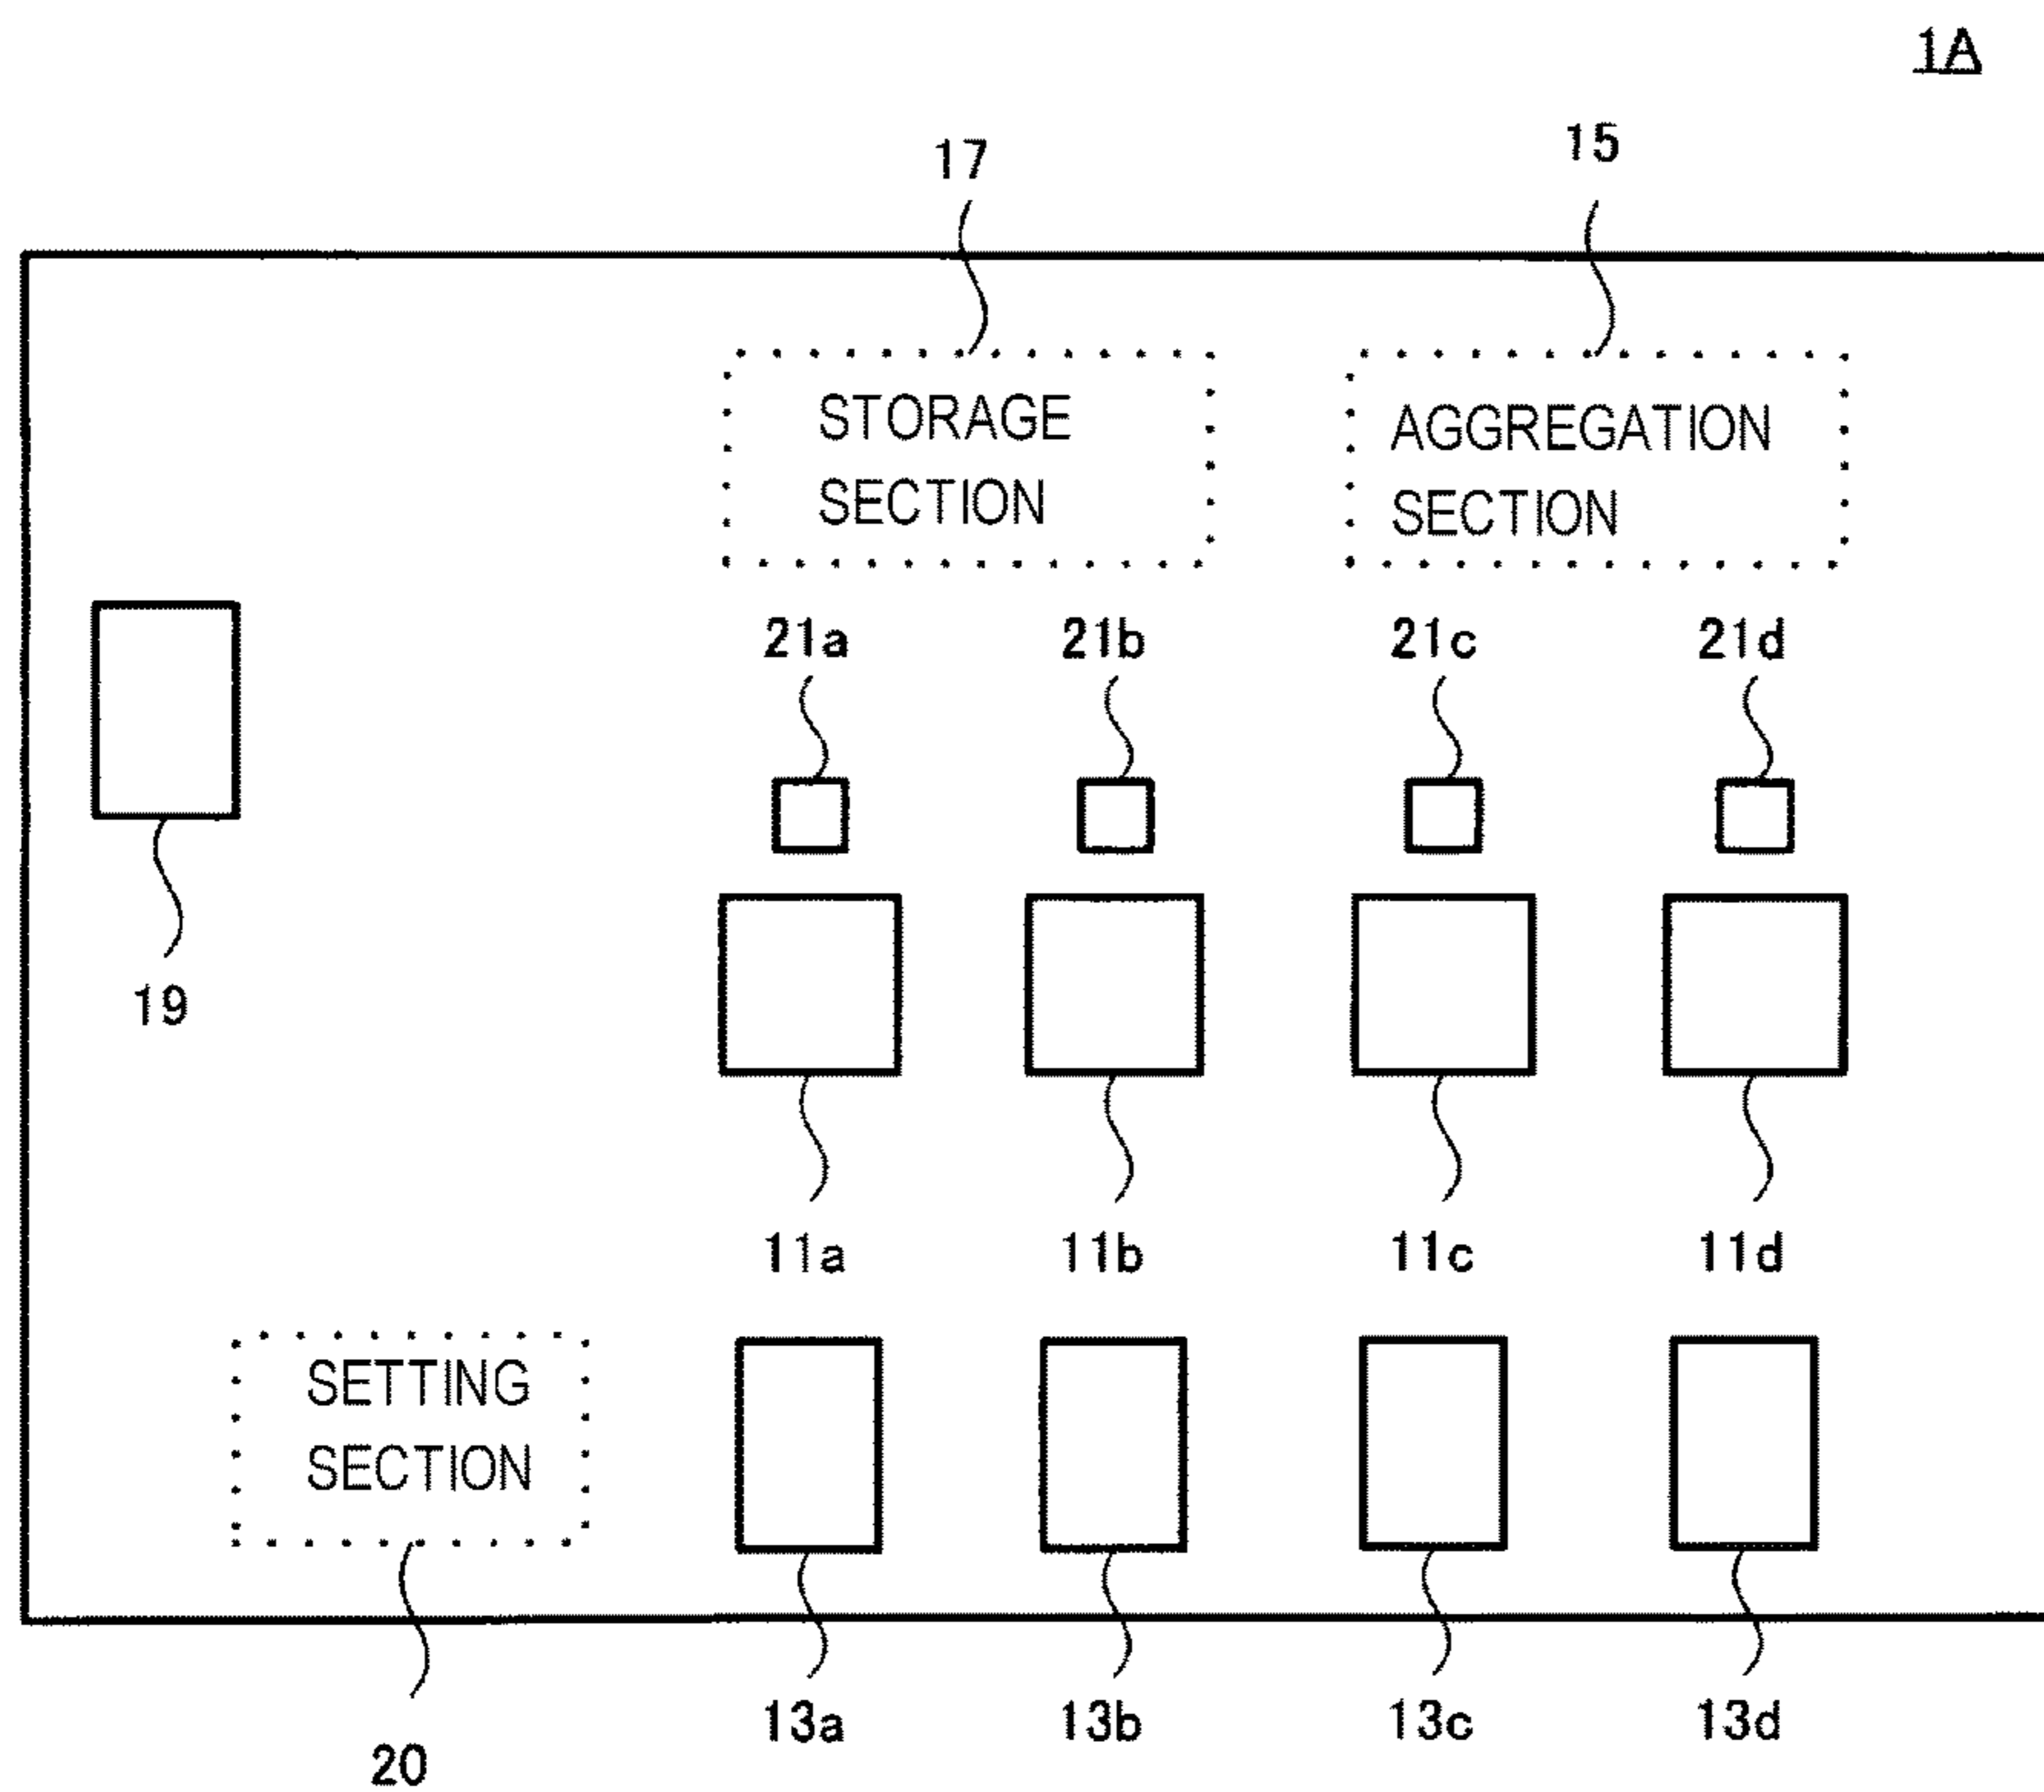 1A
17
15
STORAGE
SECTION
AGGREGATION
SECTION
21a
21b
21c
21d
19
11a
11b
11c
11d
SETTING
SECTION
13a
13b
13c
13d
20